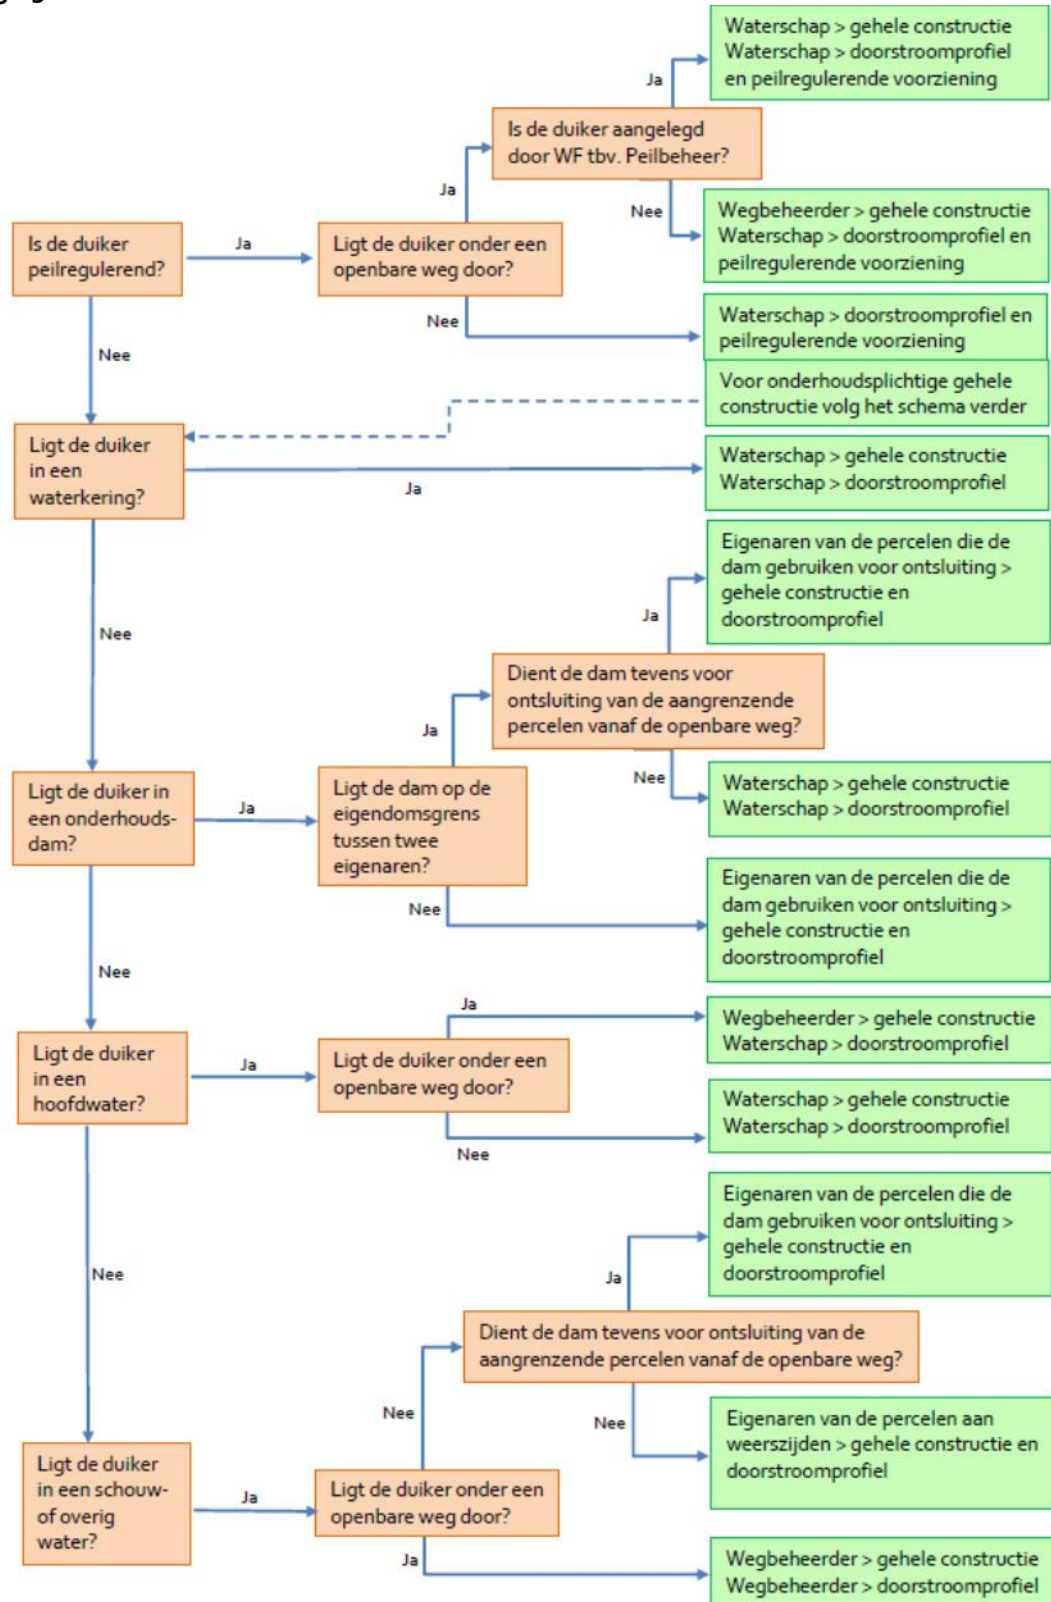 Waterschap > gehele constructie
Waterschap > doorstroomprofiel
en peilregulerende voorziening
Ja
Is de duiker aangelegd
door WF tbv. Peilbeheer?
Ja
Nee
Wegbeheerder > gehele constructie
Waterschap > doorstroomprofiel en
peilregulerende voorziening
Is de duiker
peilregulerend?
Ja
Ligt de duiker onder een
openbare weg door?
Nee
Waterschap > doorstroomprofiel en
peilregulerende voorziening
Nee
Voor onderhoudsplichtige gehele
constructie volg het schema verder
Ligt de duiker
in een
waterkering?
Ja
Waterschap > gehele constructie
Waterschap > doorstroomprofiel
Nee
Eigenaren van de percelen die de
dam gebruiken voor ontsluiting >
gehele constructie en
doorstroomprofiel
Ja
Dient de dam tevens voor
ontsluiting van de aangrenzende
percelen vanaf de openbare weg?
Ja
Nee
Waterschap > gehele constructie
Waterschap > doorstroomprofiel
Ligt de duiker in
een onderhouds-
dam?
Ja
Ligt de dam op de
eigendomsgrens
tussen twee
eigenaren?
Nee
Eigenaren van de percelen die de
dam gebruiken voor ontsluiting >
gehele constructie en
doorstroomprofiel
Nee
Ja
Wegbeheerder > gehele constructie
Waterschap > doorstroomprofiel
Ligt de duiker
in een
hoofdwater?
Ja
Ligt de duiker onder een
openbare weg door?
Nee
Waterschap > gehele constructie
Waterschap > doorstroomprofiel
Nee
Eigenaren van de percelen die de
dam gebruiken voor ontsluiting >
gehele constructie en
doorstroomprofiel
Ja
Dient de dam tevens voor ontsluiting van de
aangrenzende percelen vanaf de openbare weg?
Nee
Nee
Eigenaren van de percelen aan
weerszijden > gehele constructie en
doorstroomprofiel
Ligt de duiker
in een schouw-
of overig
water?
Ja
Ligt de duiker onder een
openbare weg door?
Ja
Wegbeheerder > gehele constructie
Wegbeheerder > doorstroomprofiel